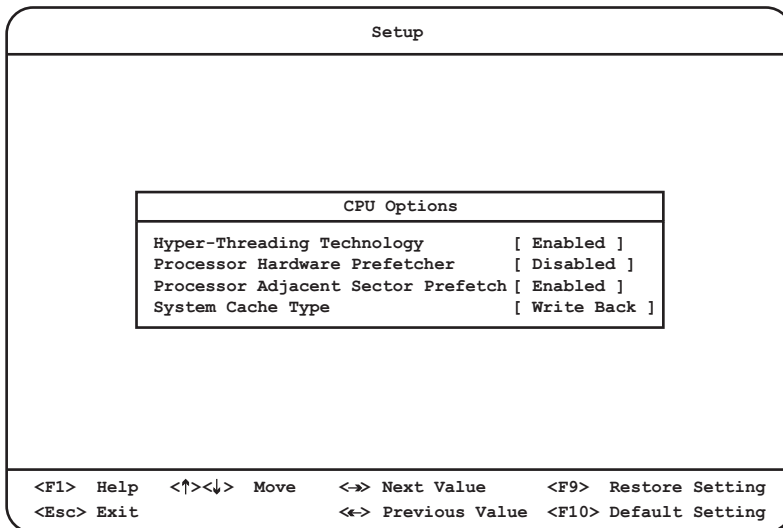 Setup
CPU Options
Hyper-Threading Technology [ Enabled ]
Processor Hardware Prefetcher [ Disabled ]
Processor Adjacent Sector Prefetch [ Enabled ]
System Cache Type [ Write Back ]
<F1> Help <↑><↓> Move <→> Next Value <F9> Restore Setting
<Esc> Exit <←> Previous Value <F10> Default Setting